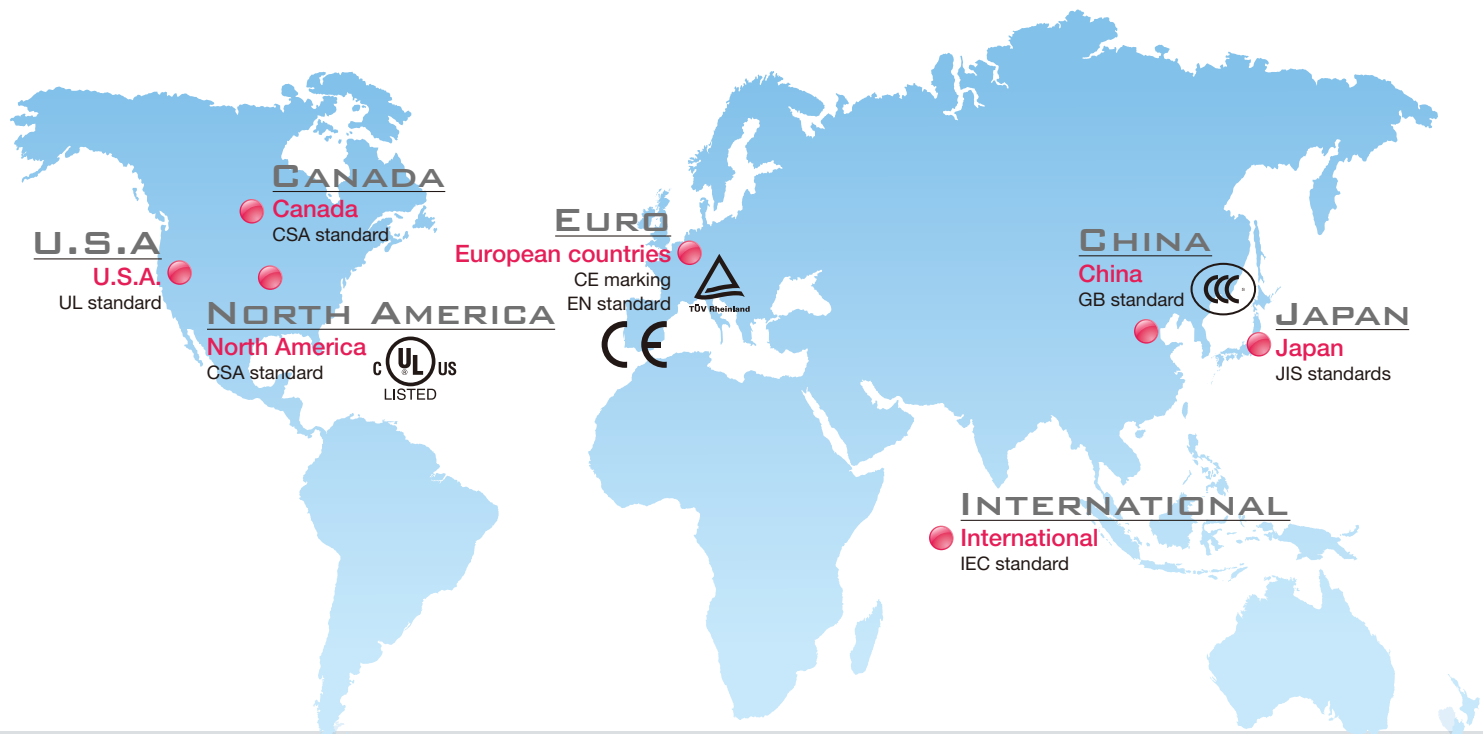 CANADA
Canada
CSA standard
U.S.A
U.S.A.
UL standard
NORTH AMERICA
North America
CSA standard
C UL® US
LISTED
EURO
European countries
CE marking
EN standard
CE
TÜV Rheinland
CHINA
China
GB standard
CCC
JAPAN
Japan
JIS standards
INTERNATIONAL
International
IEC standard